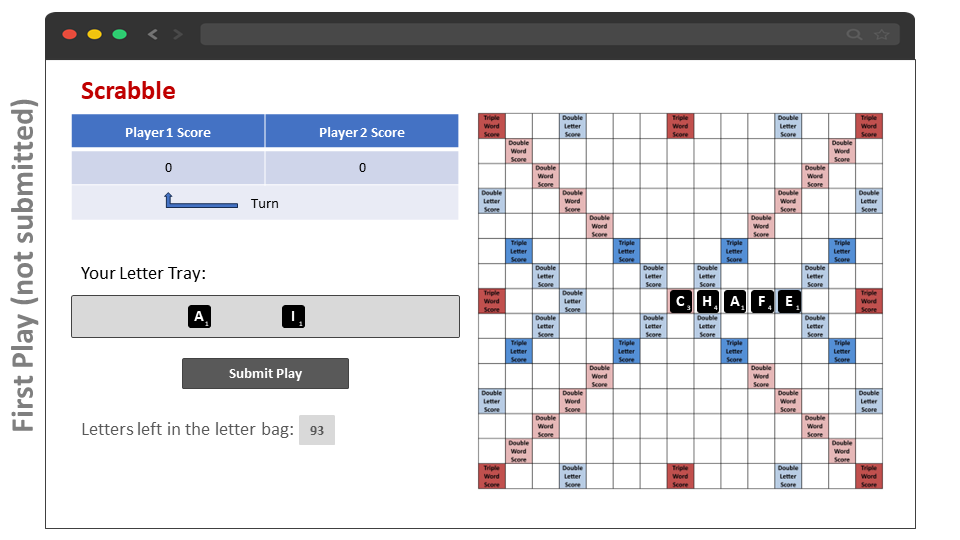 First Play (not submitted)
Scrabble
Player 1 Score Player 2 Score
0 0
Turn
Your Letter Tray:
A1 I1
Submit Play
Letters left in the letter bag: 93
Triple Double Triple Double Triple
Word Letter Word Letter Word
Score Score Score Score Score
Double Double
Word Word
Score Score
Double Double
Word Word
Score Score
Double Double Double Double
Letter Word Word Letter
Score Score Score Score
Double Double
Word Word
Score Score
Triple Triple Triple Triple
Letter Letter Letter Letter
Score Score Score Score
Double Double Double Double
Letter Letter Letter Letter
Score Score Score Score
Triple Double Triple
Word Letter C3 H4 A1 F4 E1 Word
Score Score Score
Double Double Double Double
Letter Letter Letter Letter
Score Score Score Score
Triple Triple Triple Triple
Letter Letter Letter Letter
Score Score Score Score
Double Double
Word Word
Score Score
Double Double Double Double
Letter Word Word Letter
Score Score Score Score
Double Double
Word Word
Score Score
Double Double
Word Word
Score Score
Triple Double Triple Double Triple
Word Letter Word Letter Word
Score Score Score Score Score